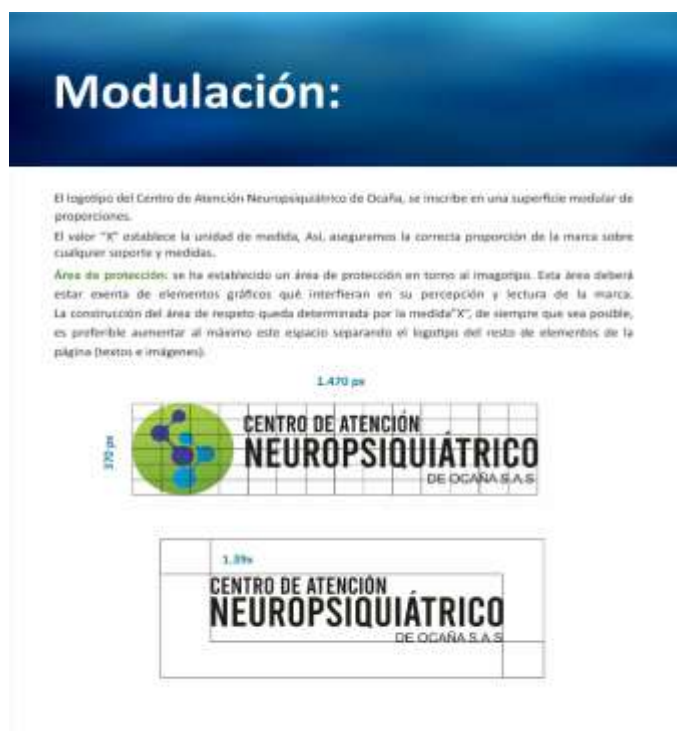 Modulación:
El logotipo del Centro de Atención Neuropsiquiátrico de Ocaña, se inscribe en una superficie modular de
proporciones.
El valor "X" establece la unidad de medida, Así, aseguramos la correcta proporción de la marca sobre
cualquier soporte y medidas.
Área de protección: se ha establecido un área de protección en torno al imagotipo. Esta área deberá
estar exenta de elementos gráficos qué interfieran en su percepción y lectura de la marca.
La construcción del área de respeto queda determinada por la medida"X", de siempre que sea posible,
es preferible aumentar al máximo este espacio separando el logotipo del resto de elementos de la
página (textos e imágenes).
1.470 px
370 px
CENTRO DE ATENCIÓN
NEUROPSIQUIÁTRICO
DE OCAÑA S.A.S
1.39x
CENTRO DE ATENCIÓN
NEUROPSIQUIÁTRICO
DE OCAÑA S.A.S